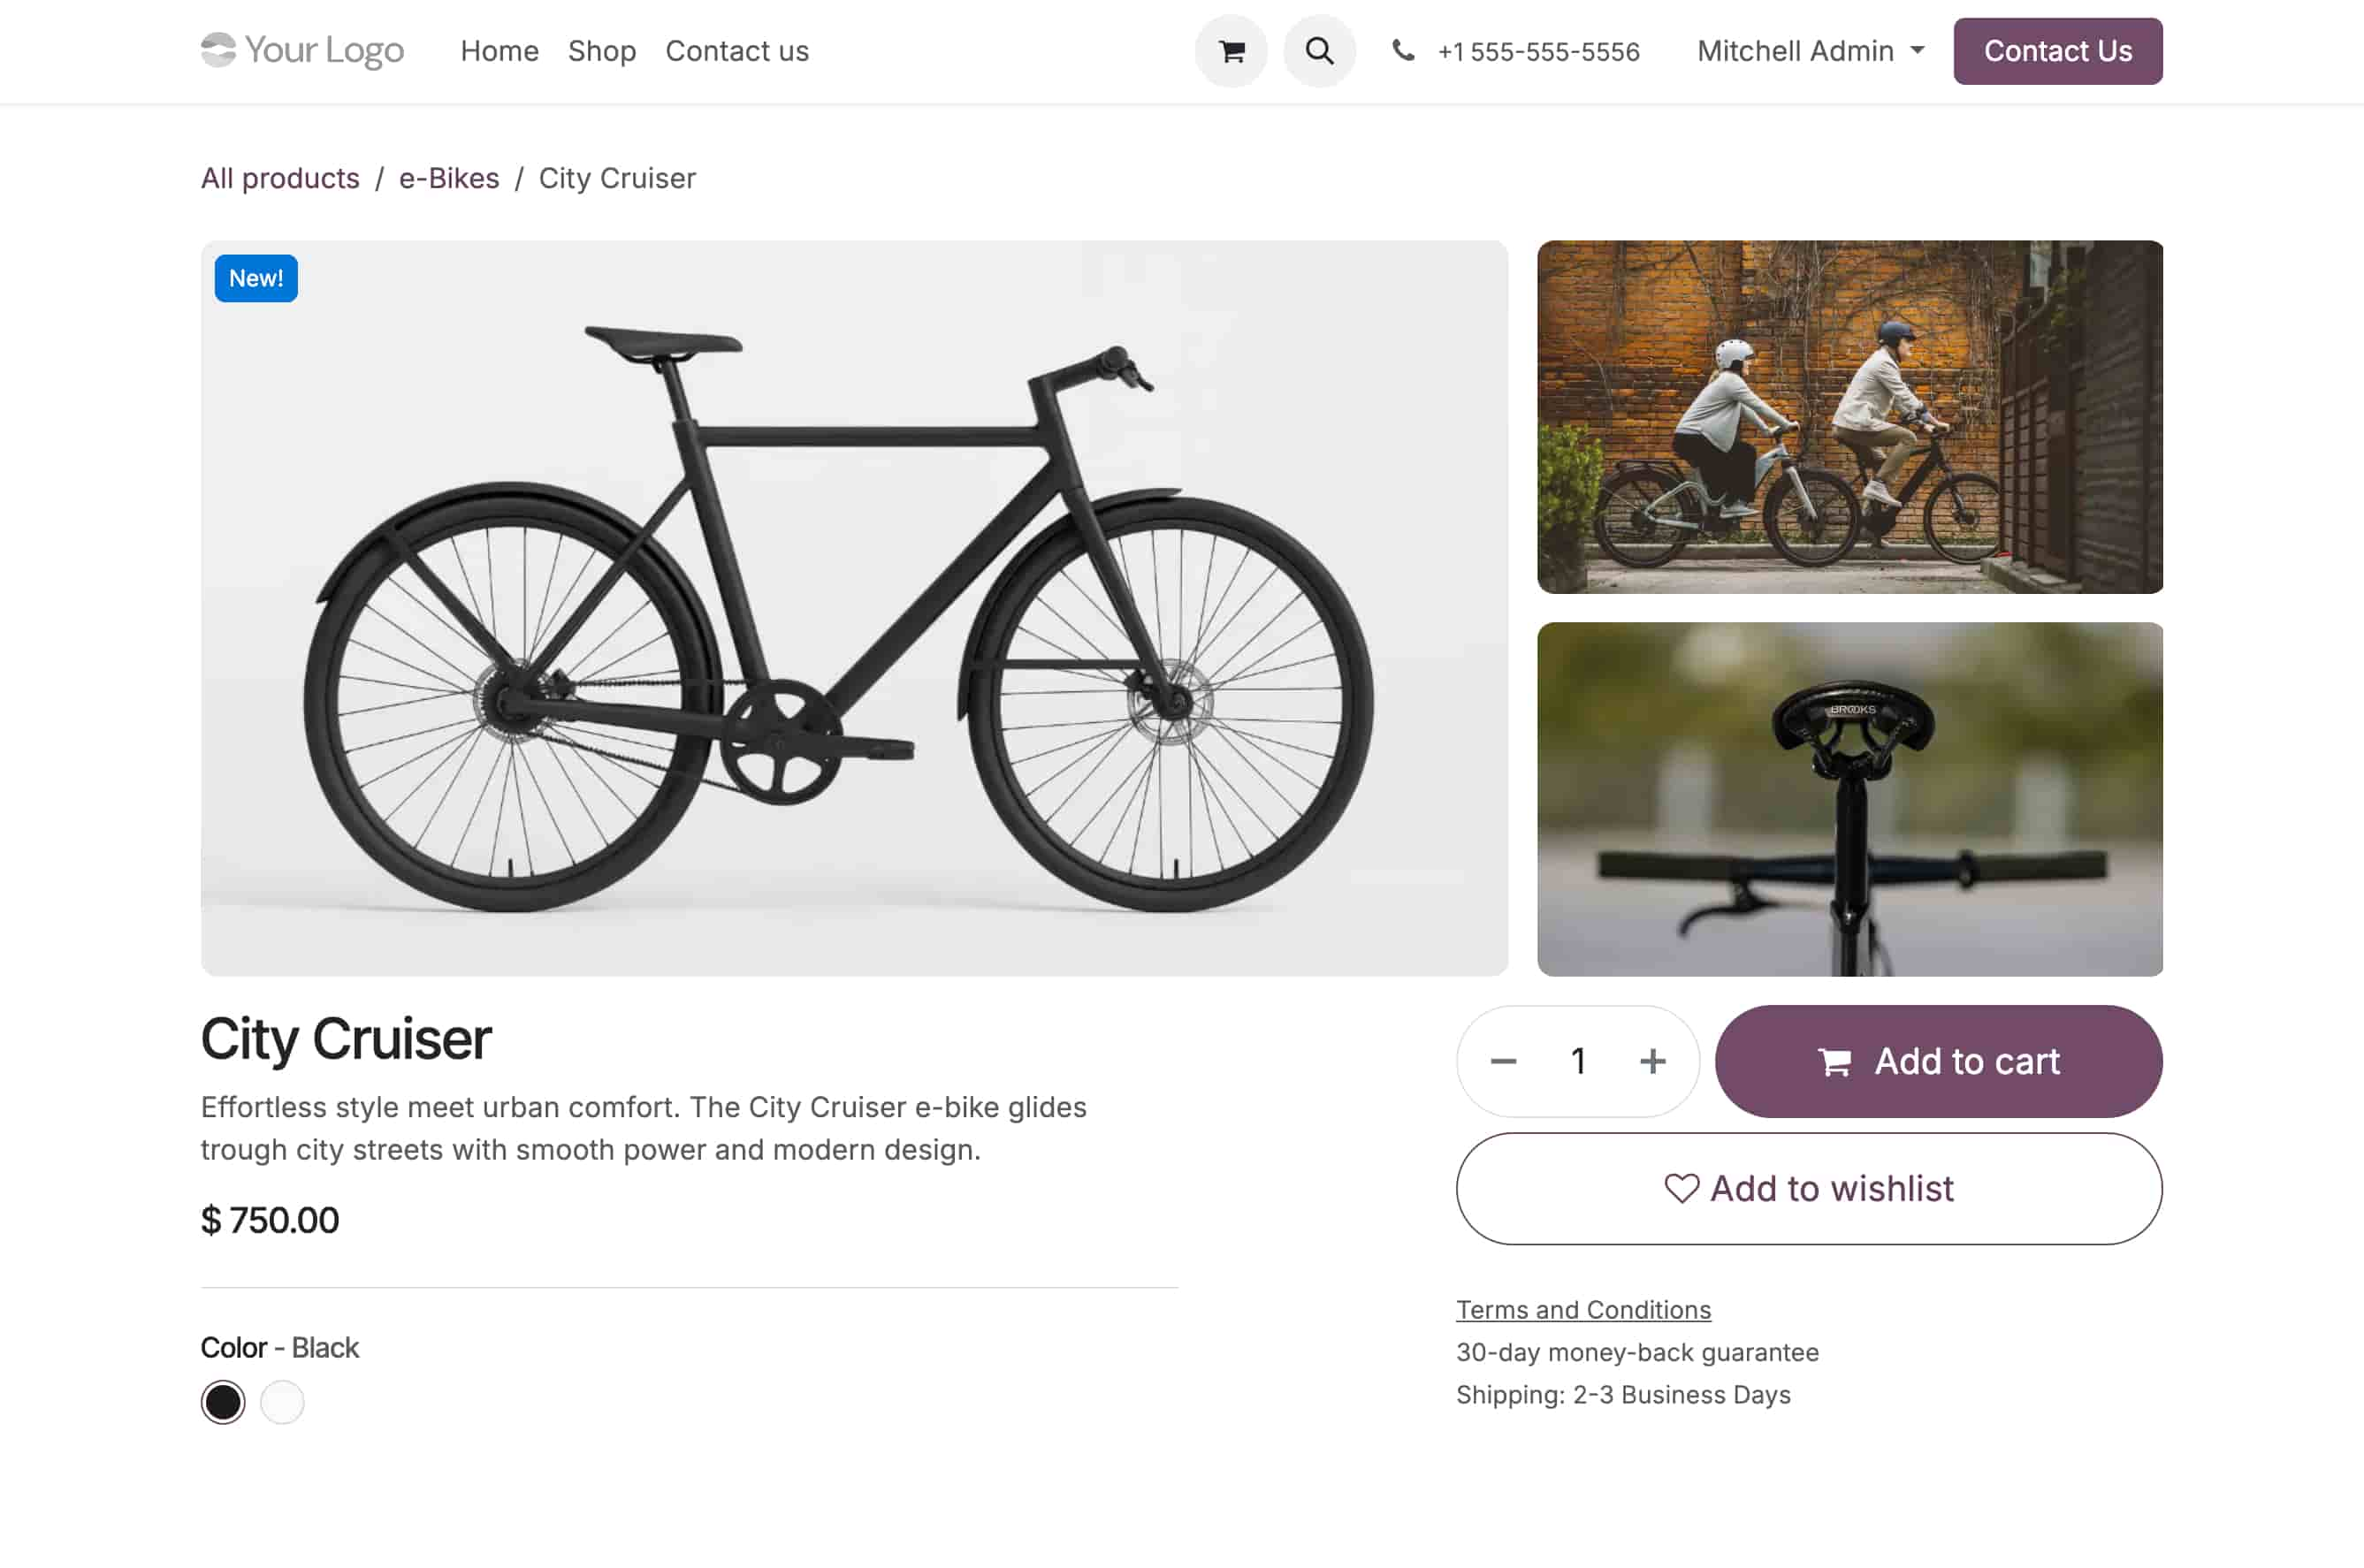 Your Logo
Home
Shop
Contact us
+1 555-555-5556
Mitchell Admin
Contact Us
All products / e-Bikes / City Cruiser
New!
BROOKS
City Cruiser
Effortless style meet urban comfort. The City Cruiser e-bike glides
trough city streets with smooth power and modern design.
$ 750.00
Color - Black
1
Add to cart
Add to wishlist
Terms and Conditions
30-day money-back guarantee
Shipping: 2-3 Business Days